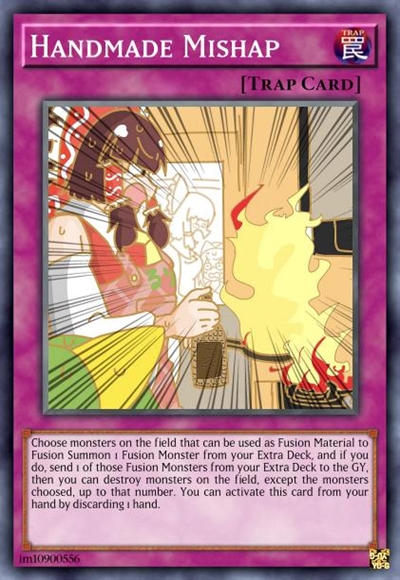 Handmade Mishap
TRAP
罠
[Trap Card]
Choose monsters on the field that can be used as Fusion Material to
Fusion Summon 1 Fusion Monster from your Extra Deck, and if you
do, send 1 of those Fusion Monsters from your Extra Deck to the GY,
then you can destroy monsters on the field, except the monsters
choosed, up to that number. You can activate this card from your
hand by discarding 1 hand.
im10900556